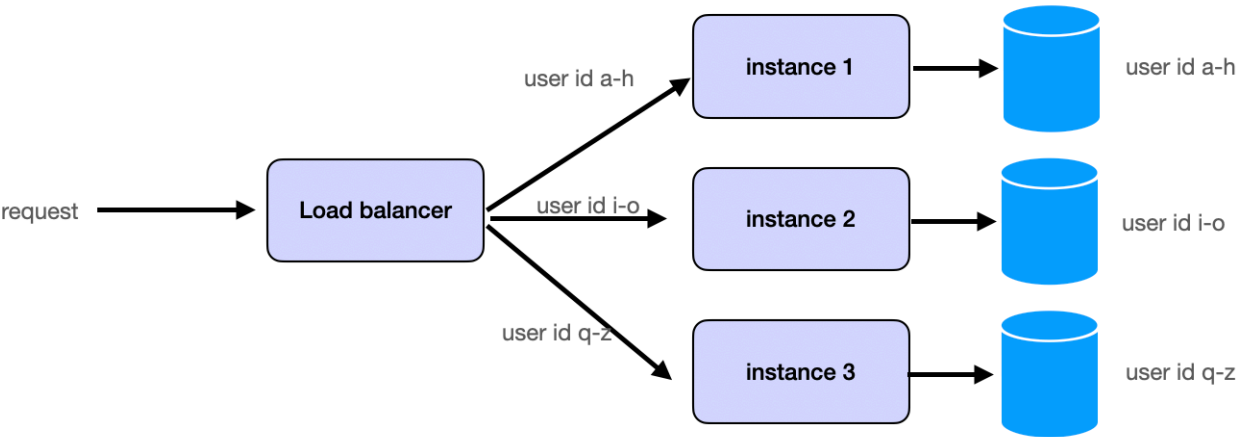 user id a-h
instance 1
user id a-h
request
Load balancer
user id i-o
instance 2
user id i-o
user id q-z
instance 3
user id q-z